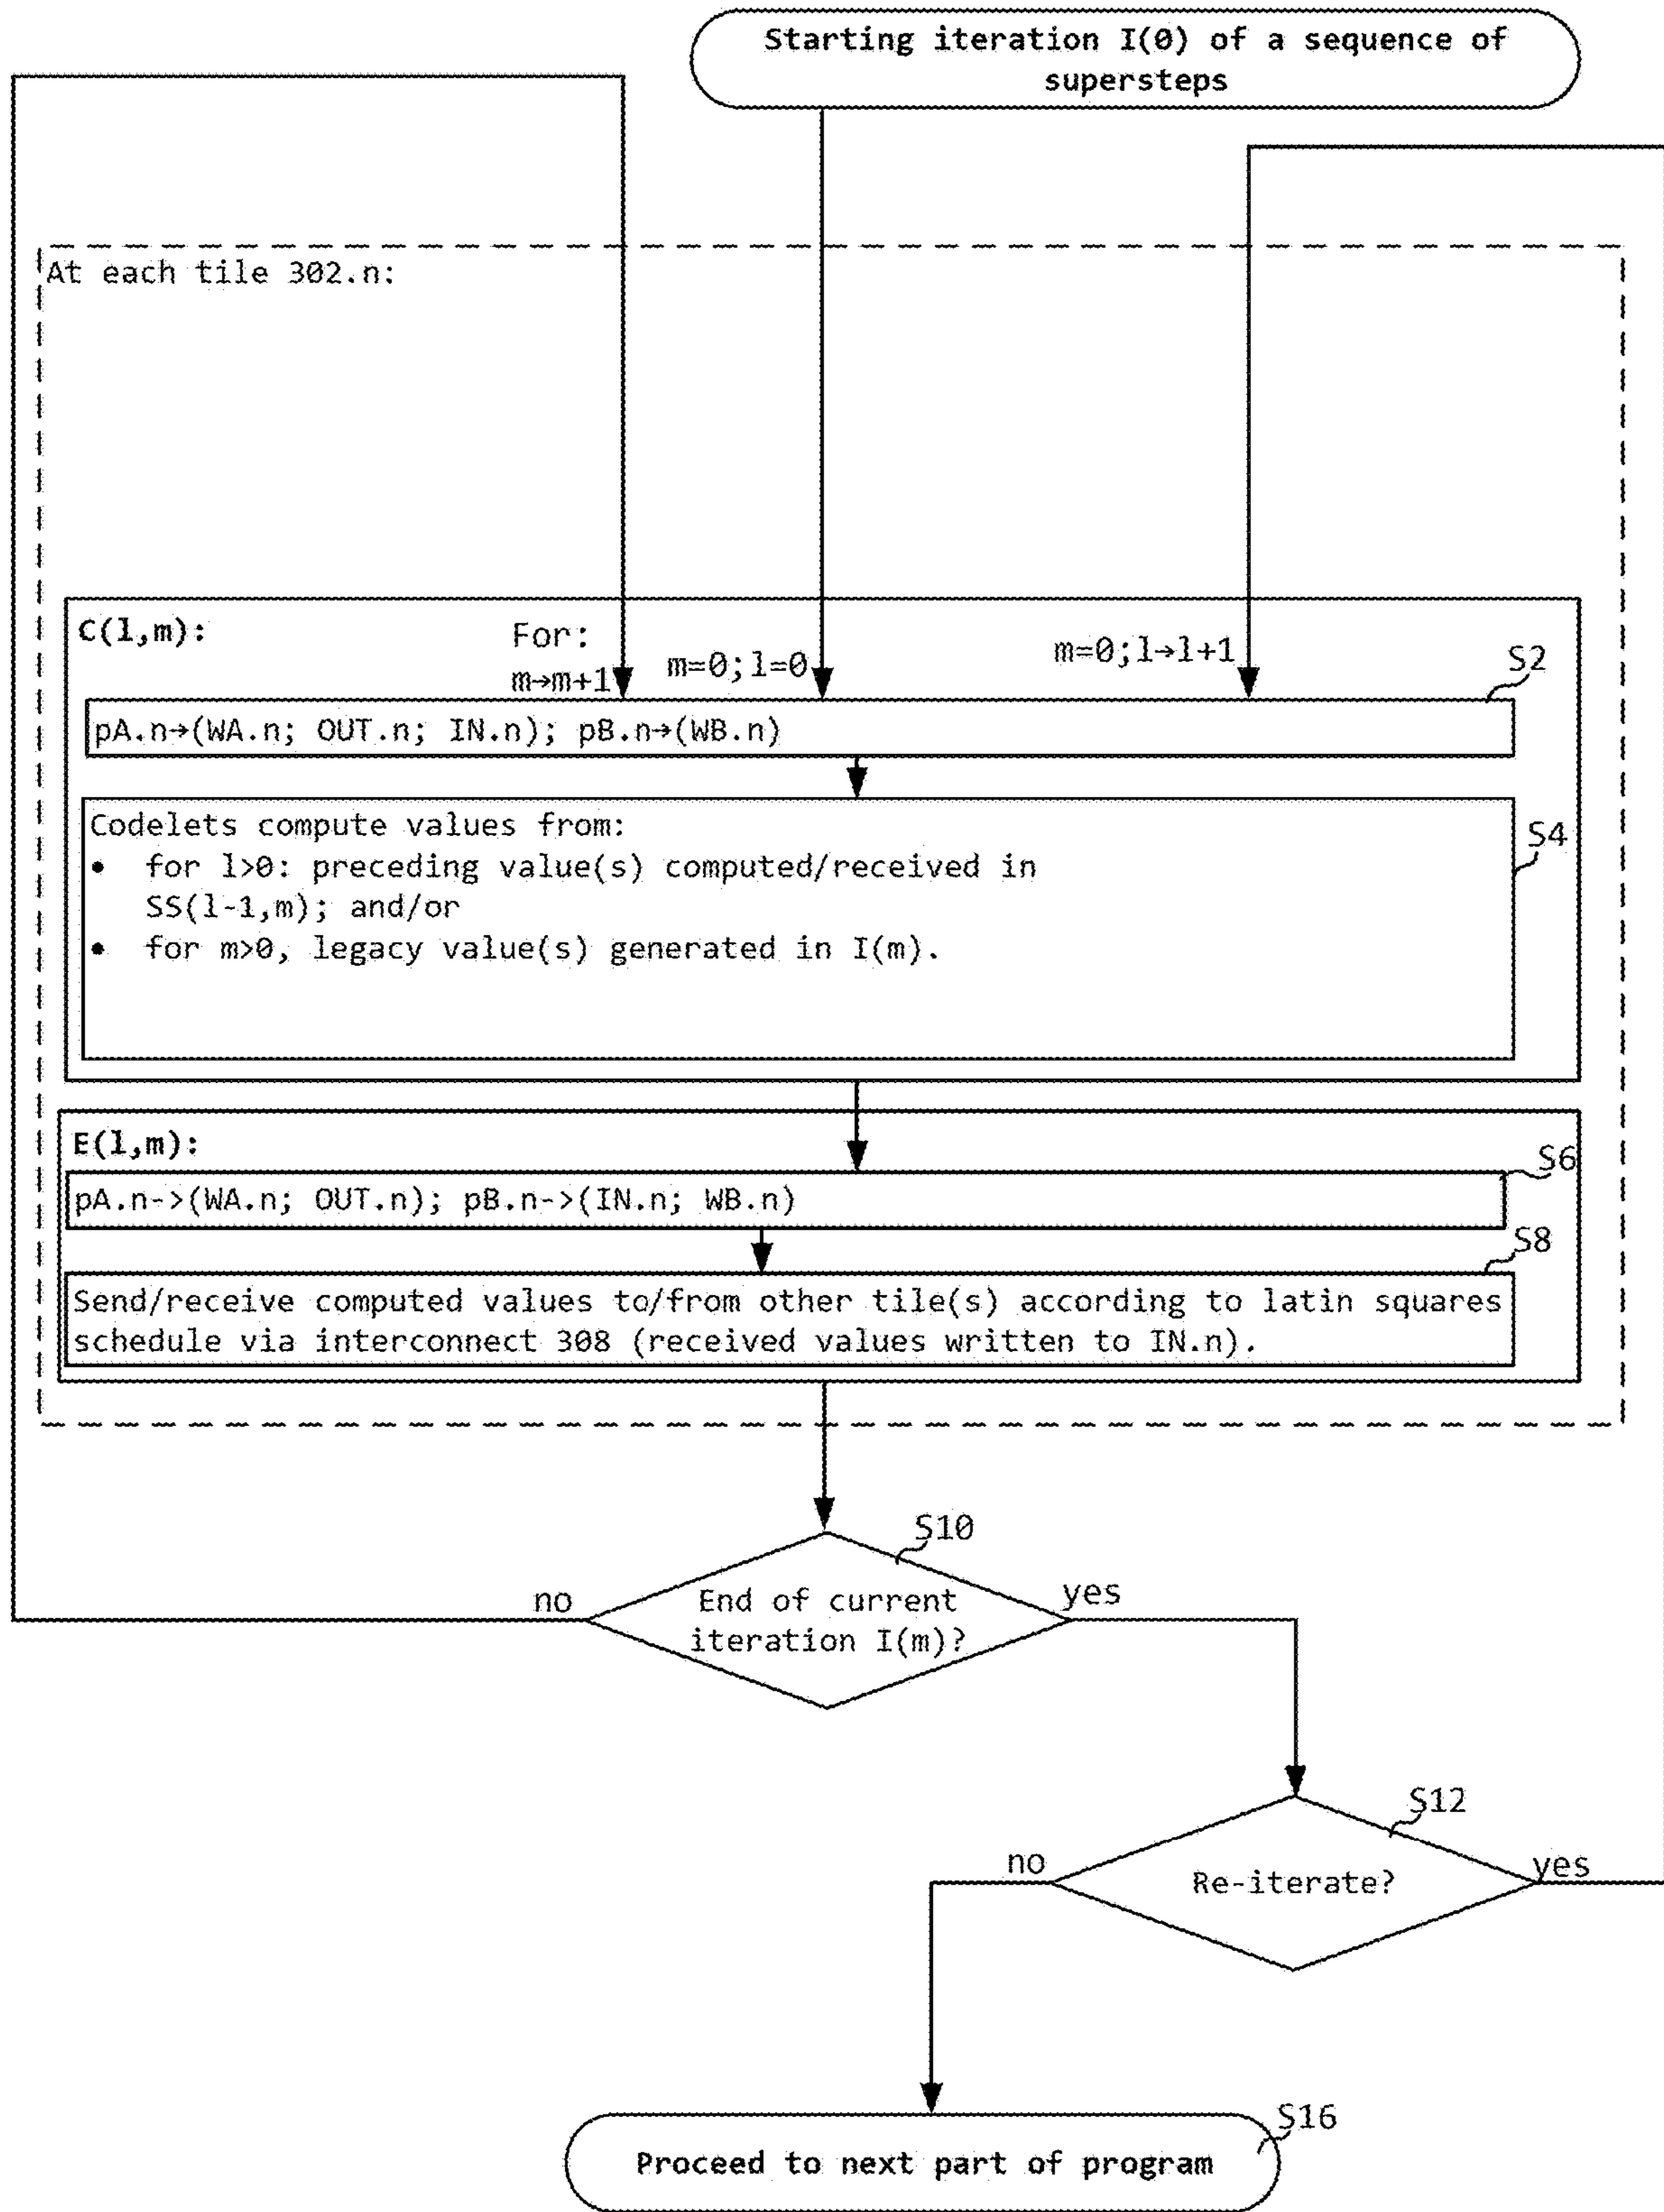 Starting iteration I(0) of a sequence of
supersteps
At each tile 302.n:
C(l,m):
For:
m→m+1
m=0;l=0
m=0;l→l+1
S2
pA.n→(WA.n; OUT.n; IN.n); pB.n→(WB.n)
S4
Codelets compute values from:
• for l>0: preceding value(s) computed/received in
SS(l-1,m); and/or
• for m>0, legacy value(s) generated in I(m).
E(l,m):
S6
pA.n->(WA.n; OUT.n); pB.n->(IN.n; WB.n)
S8
Send/receive computed values to/from other tile(s) according to latin squares
schedule via interconnect 308 (received values written to IN.n).
S10
no
End of current
iteration I(m)?
yes
S12
no
Re-iterate?
yes
S16
Proceed to next part of program